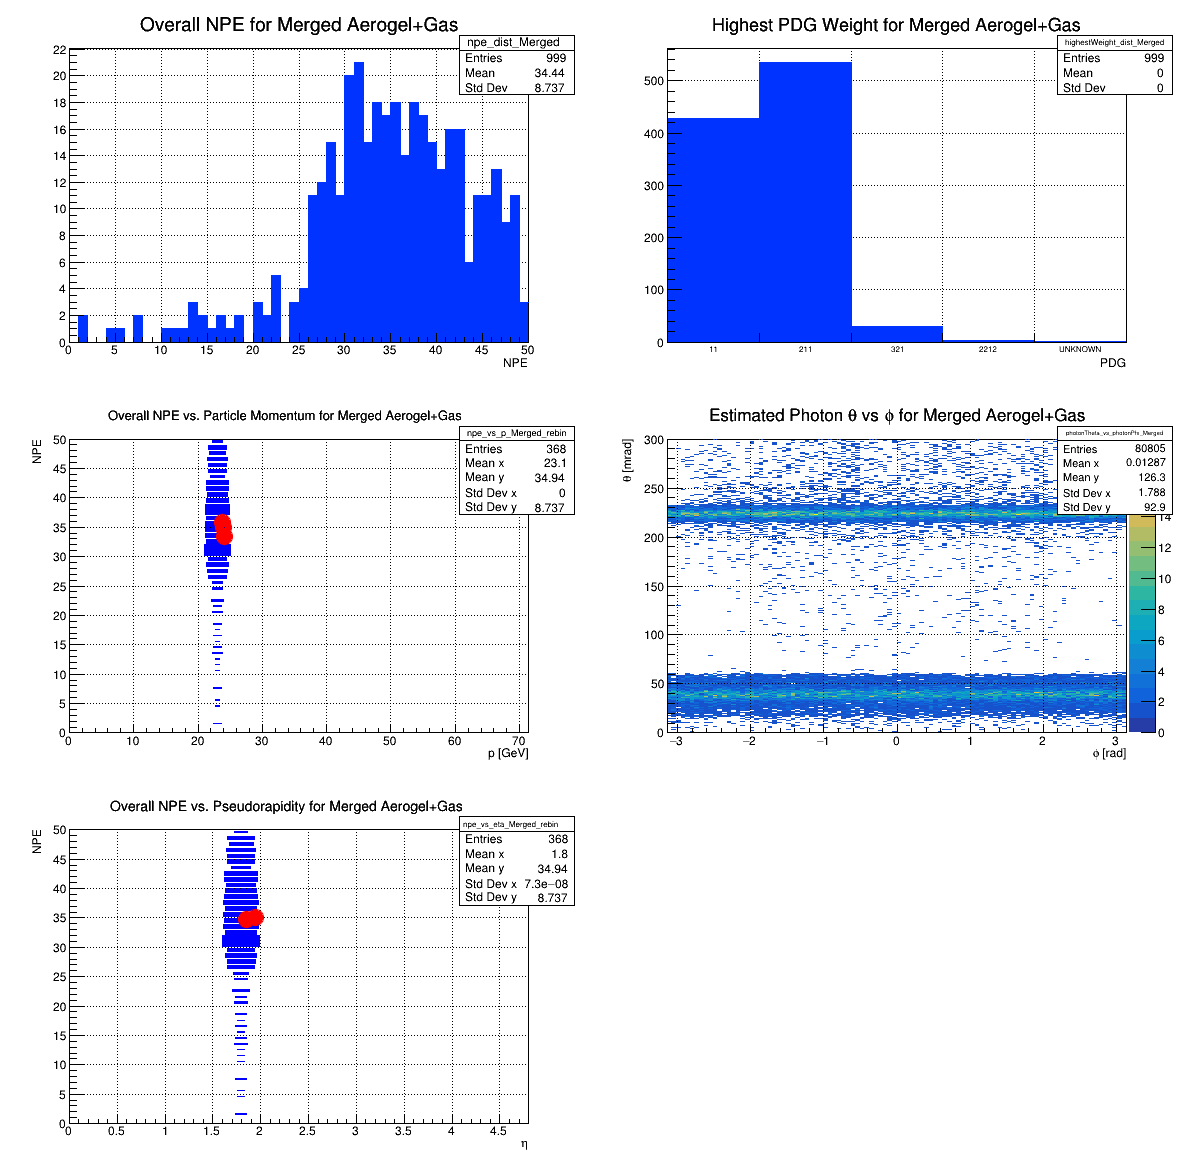 Overall NPE for Merged Aerogel+Gas
npe_dist_Merged
Entries 999
Mean 34.44
Std Dev 8.737
22
20
18
16
14
12
10
8
6
4
2
0
0 5 10 15 20 25 30 35 40 45 50
NPE
Highest PDG Weight for Merged Aerogel+Gas
highestWeight_dist_Merged
Entries 999
Mean 0
Std Dev 0
500
400
300
200
100
0
11 211 321 2212 UNKNOWN
PDG
Overall NPE vs. Particle Momentum for Merged Aerogel+Gas
npe_vs_p_Merged_rebin
Entries 368
Mean x 23.1
Mean y 34.94
Std Dev x 0
Std Dev y 8.737
NPE
50
45
40
35
30
25
20
15
10
5
0
0 10 20 30 40 50 60 70
p [GeV]
Estimated Photon θ vs ϕ for Merged Aerogel+Gas
photonTheta_vs_photonPhi_Merged
Entries 80805
Mean x 0.01287
Mean y 126.3
Std Dev x 1.788
Std Dev y 92.9
θ [mrad]
300
250
200
150
100
50
0
−3 −2 −1 0 1 2 3
ϕ [rad]
14
12
10
8
6
4
2
0
Overall NPE vs. Pseudorapidity for Merged Aerogel+Gas
npe_vs_eta_Merged_rebin
Entries 368
Mean x 1.8
Mean y 34.94
Std Dev x 7.3e−08
Std Dev y 8.737
NPE
50
45
40
35
30
25
20
15
10
5
0
0 0.5 1 1.5 2 2.5 3 3.5 4 4.5
η